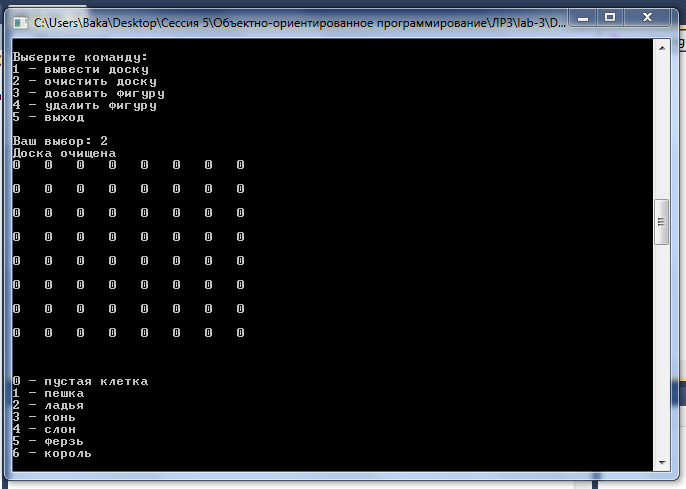 C:\Users\Baka\Desktop\Сессия 5\Объектно-ориентированное программирование\ЛР3\lab-3\D...
Выберите команду:
1 - вывести доску
2 - очистить доску
3 - добавить фигуру
4 - удалить фигуру
5 - выход
Ваш выбор: 2
Доска очищена
0 0 0 0 0 0 0 0
0 0 0 0 0 0 0 0
0 0 0 0 0 0 0 0
0 0 0 0 0 0 0 0
0 0 0 0 0 0 0 0
0 0 0 0 0 0 0 0
0 0 0 0 0 0 0 0
0 0 0 0 0 0 0 0
0 - пустая клетка
1 - пешка
2 - ладья
3 - конь
4 - слон
5 - ферзь
6 - король